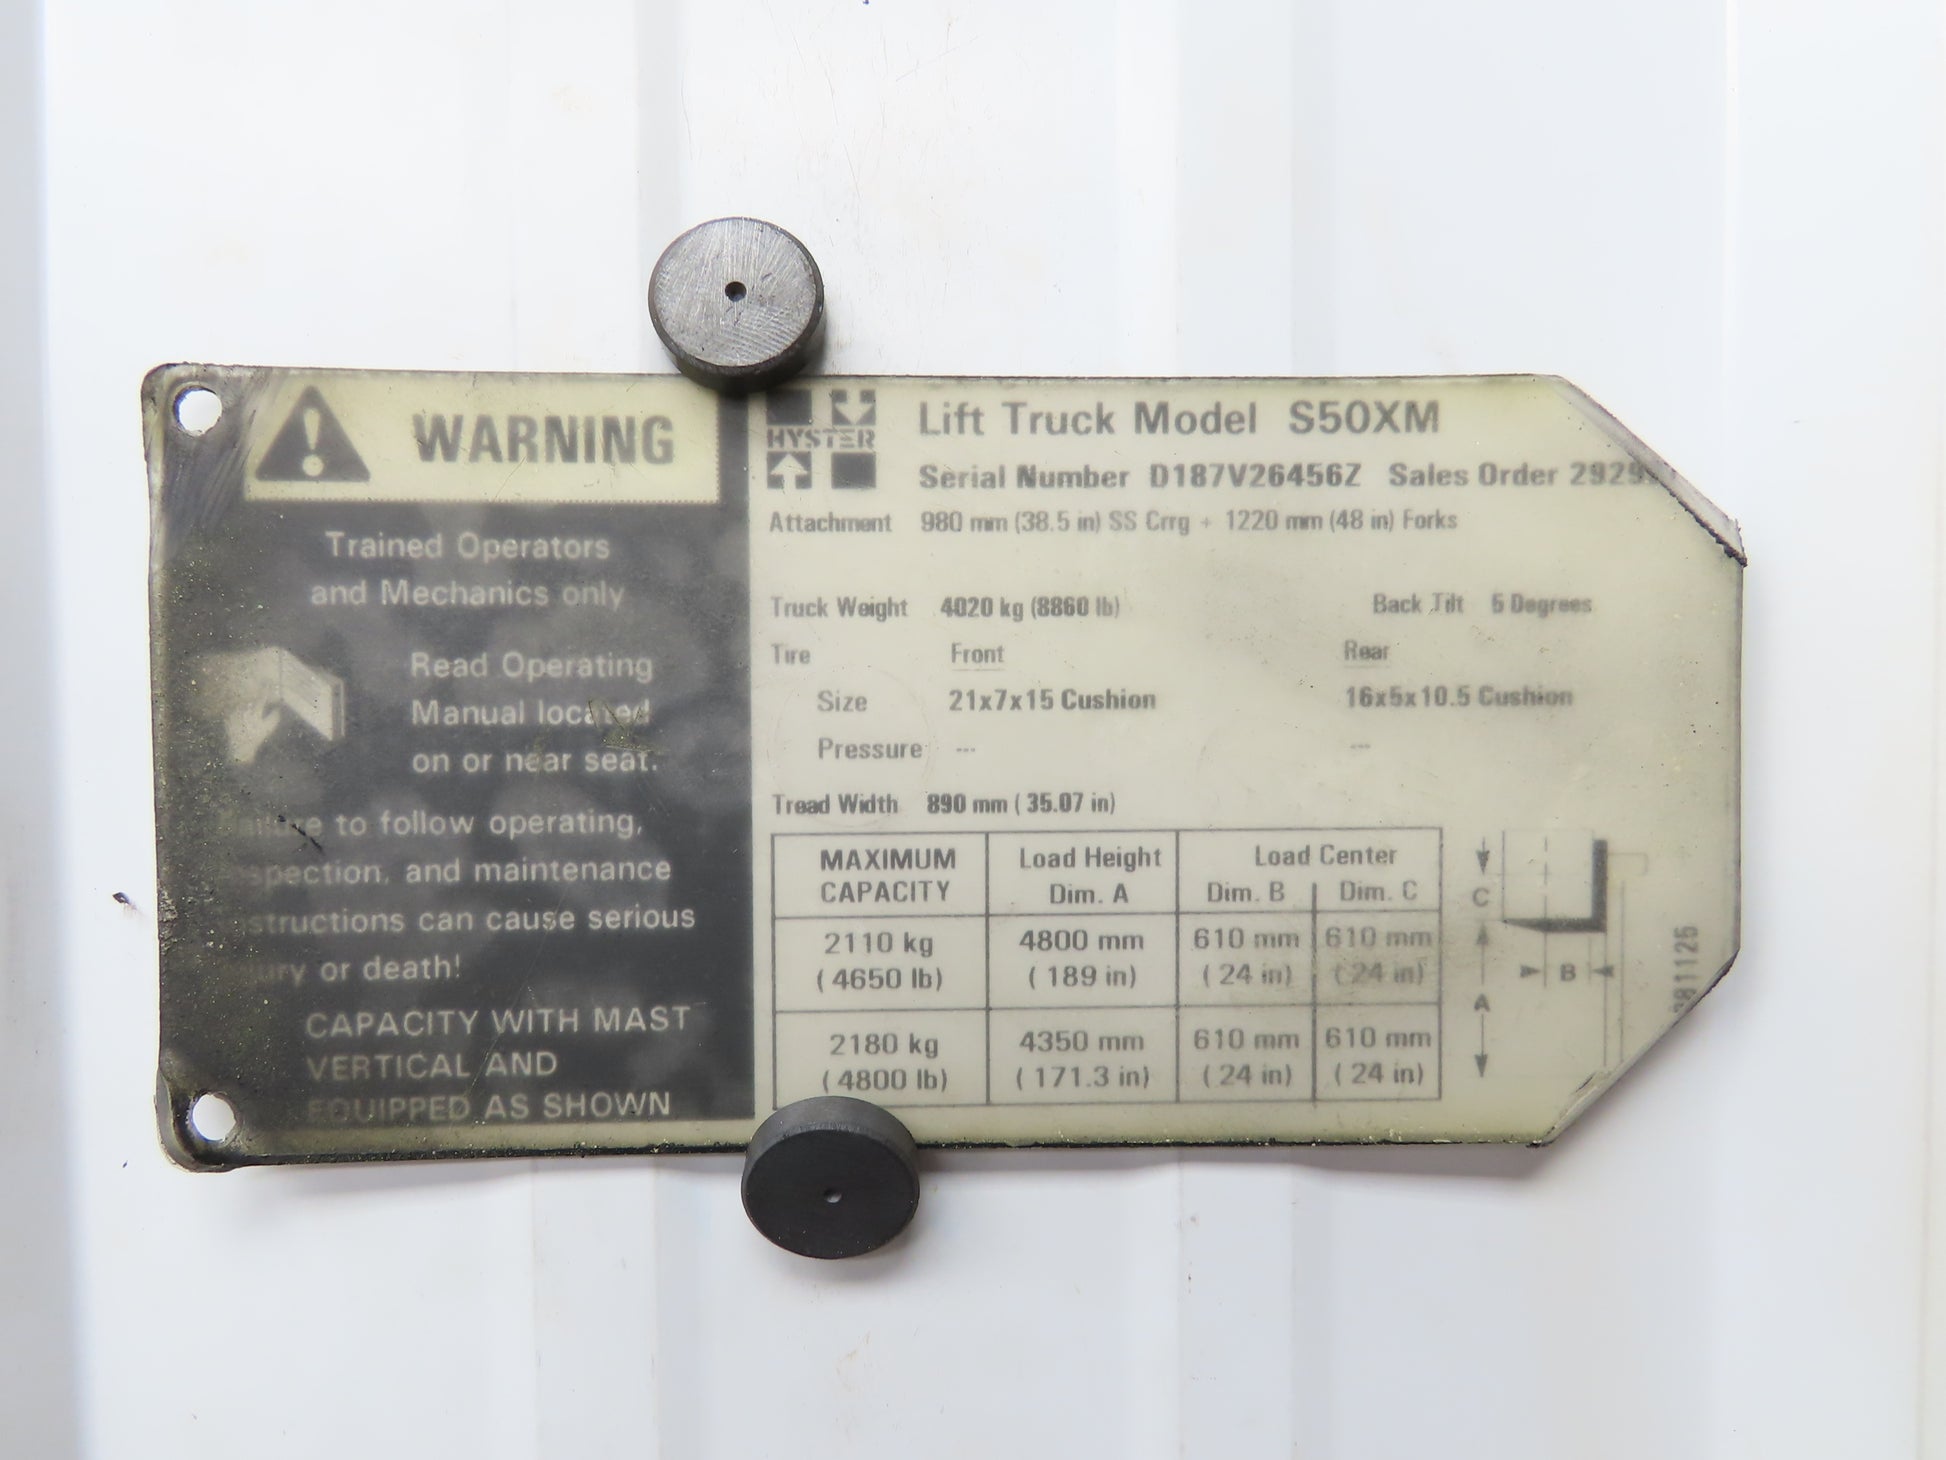 WARNING
Trained Operators
and Mechanics only
Read Operating
Manual located
on or near seat.
to follow operating,
and maintenance
can cause serious
or death!
CAPACITY WITH MAST
VERTICAL AND
EQUIPPED AS SHOWN
HYSTER
Lift Truck Model S50XM
Serial Number D187V26456Z Sales Order
Attachment 980 mm (38.5 in) SS Crrg + 1220 mm (48 in) Forks
Truck Weight 4020 kg (8860 lb) Back Tilt 5 Degrees
Tire Front Rear
Size 21x7x15 Cushion 16x5x10.5 Cushion
Pressure --- ---
Tread Width 890 mm ( 35.07 in)
MAXIMUM CAPACITY Load Height Dim. A Load Center Dim. B Dim. C
2110 kg 4800 mm 610 mm 610 mm
( 4650 lb) ( 189 in) ( 24 in) ( 24 in)
2180 kg 4350 mm 610 mm 610 mm
( 4800 lb) ( 171.3 in) ( 24 in) ( 24 in)
C
B
A